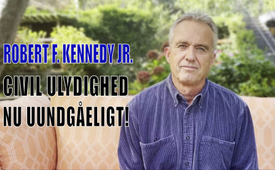 ROBERT F. KENNEDY JR.
CIVIL ULYDIGHED
NU UUNDGÅELIGT!